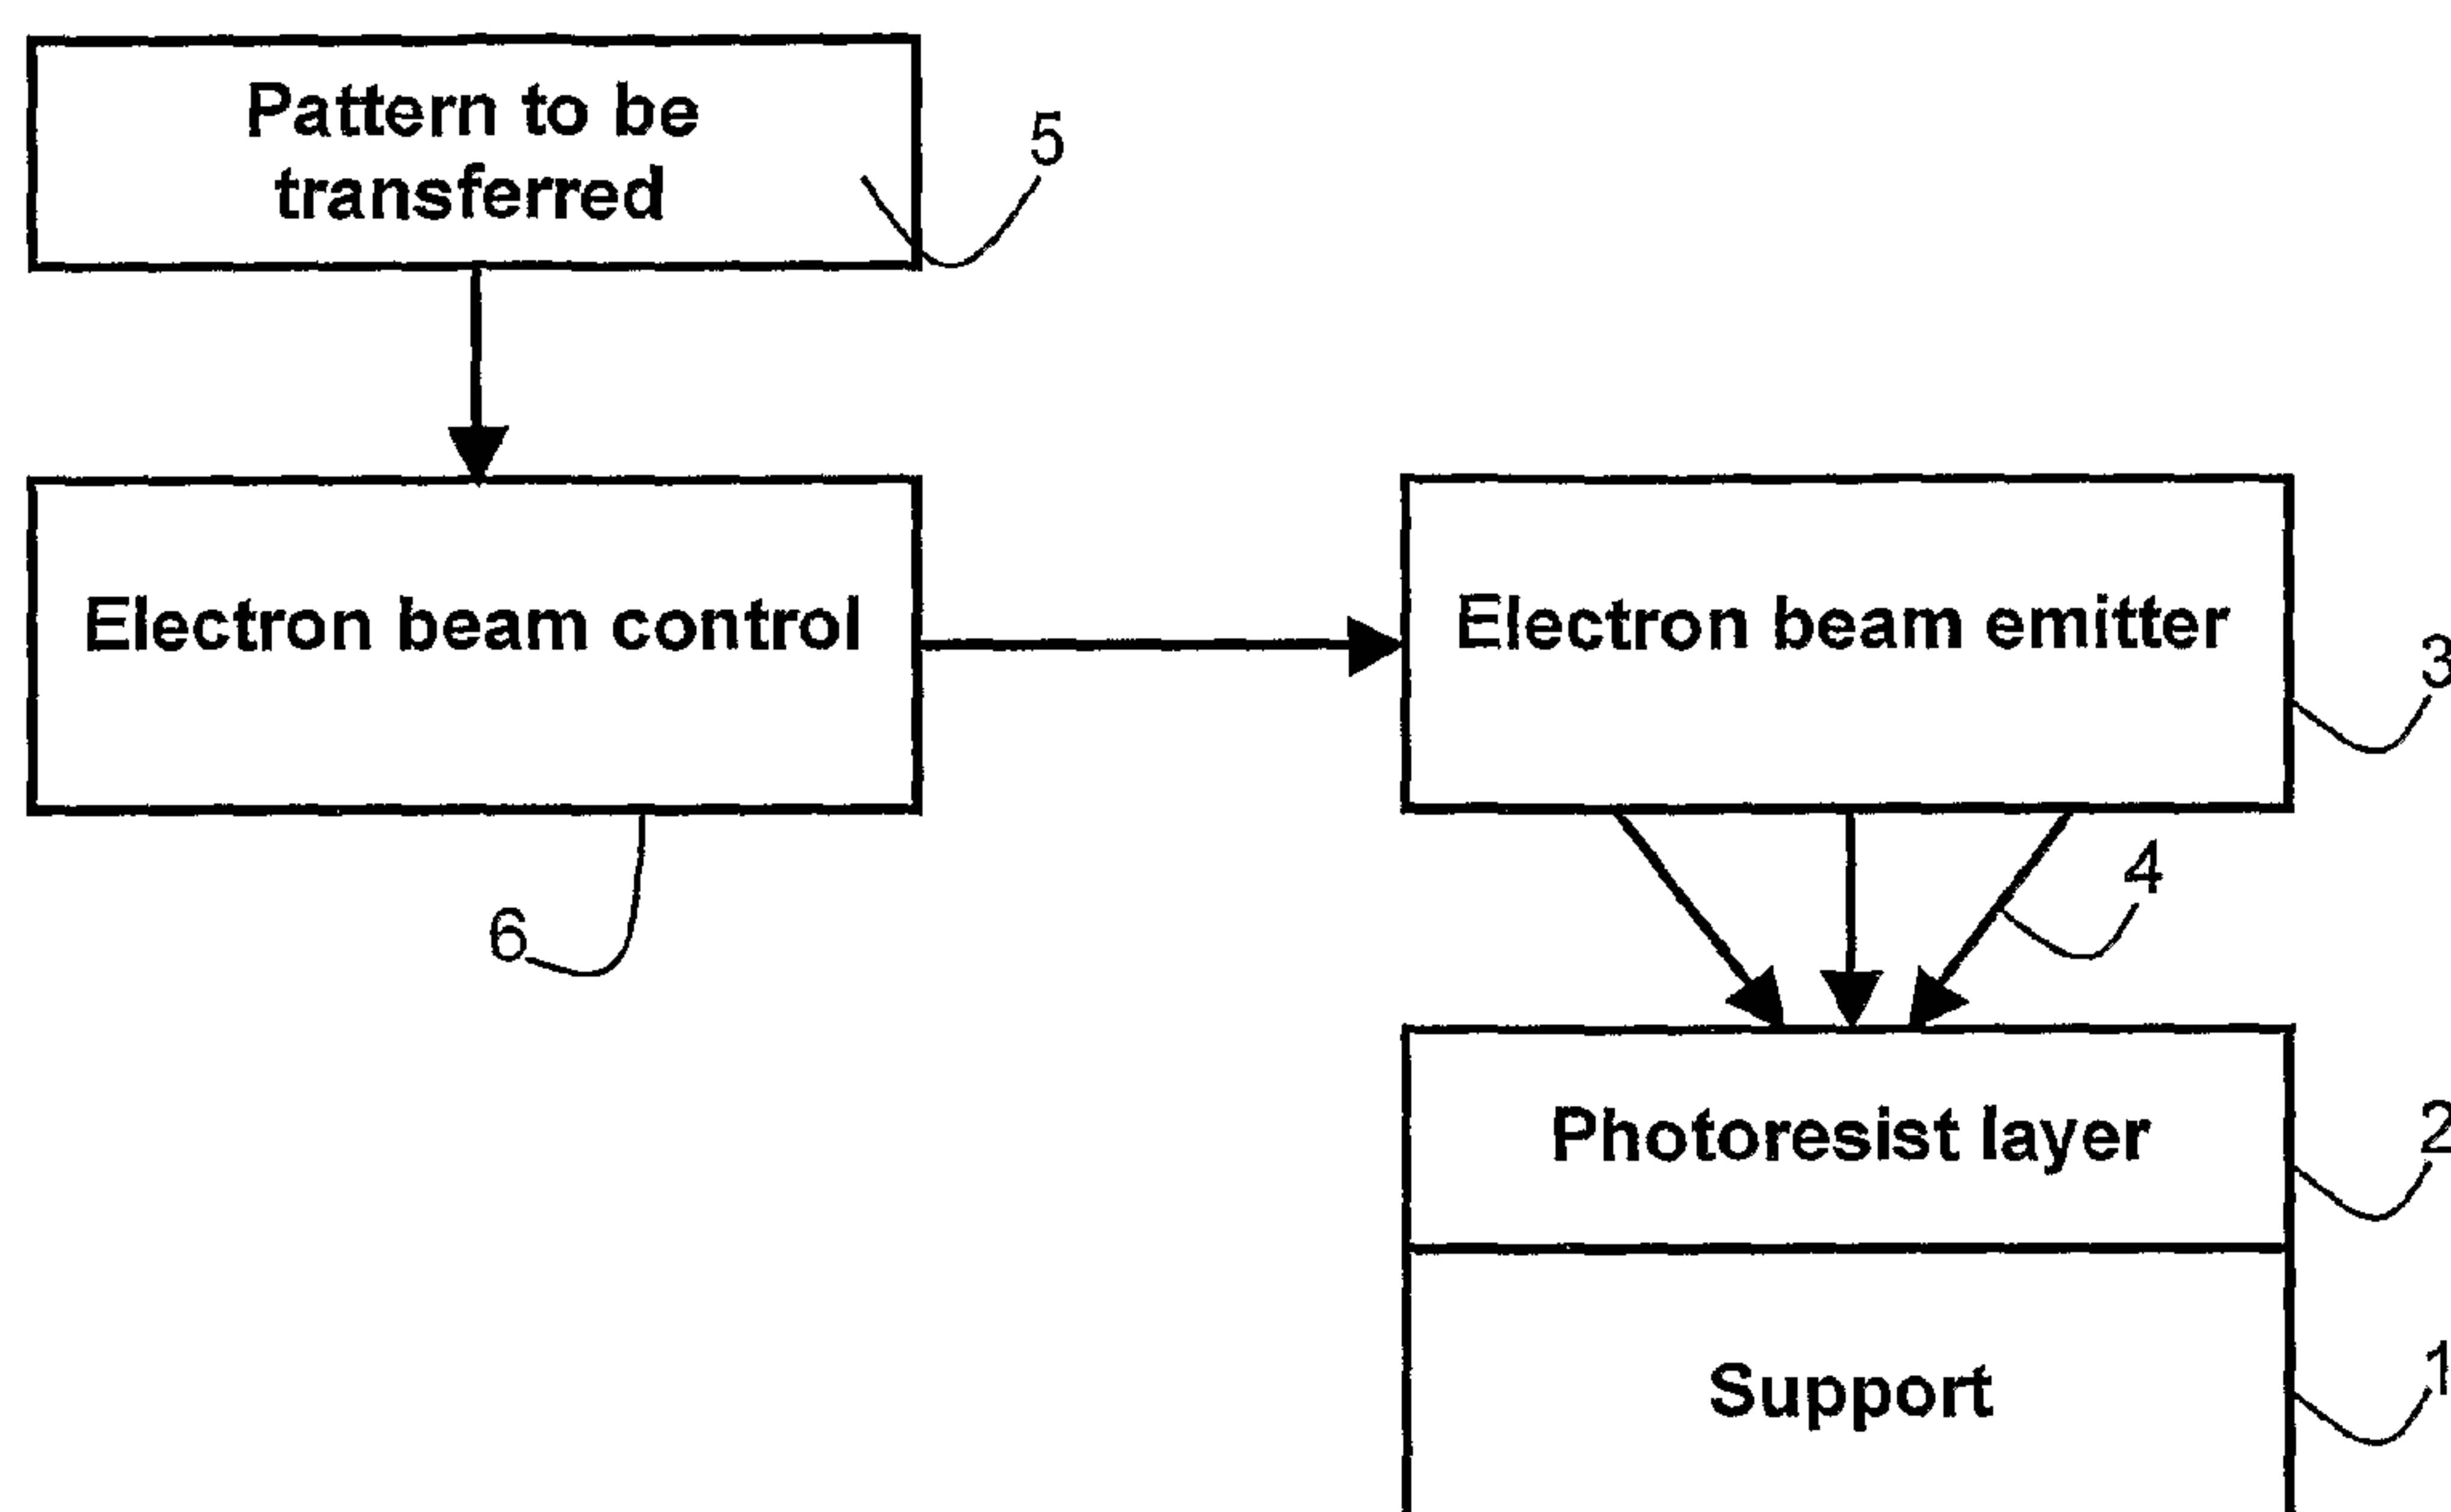 Pattern to be
transferred
5
Electron beam control
Electron beam emitter
3
6
4
Photoresist layer
2
Support
1